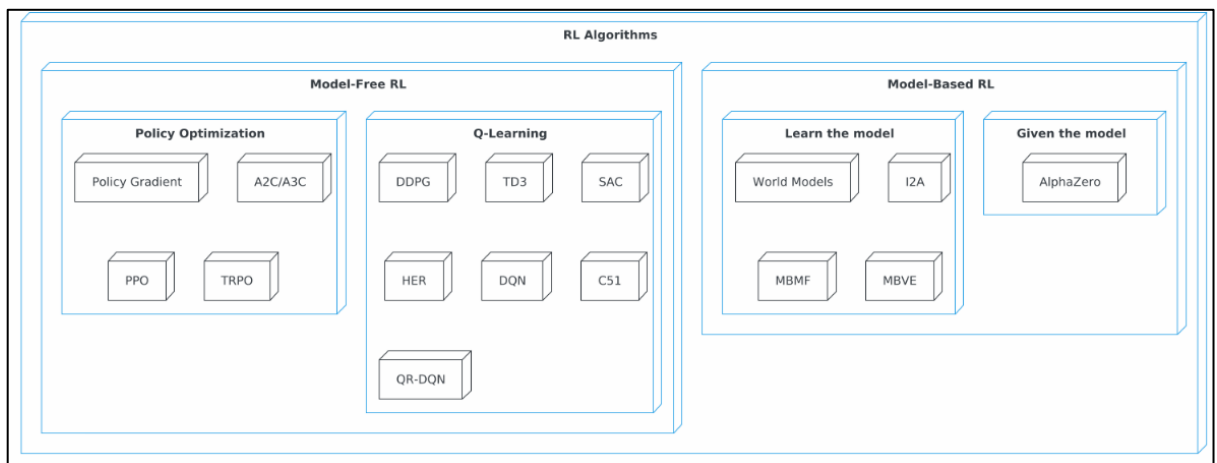 RL Algorithms
Model-Free RL
Policy Optimization
Policy Gradient
A2C/A3C
PPO
TRPO
Q-Learning
DDPG
TD3
SAC
HER
DQN
C51
QR-DQN
Model-Based RL
Learn the model
World Models
I2A
MBMF
MBVE
Given the model
AlphaZero